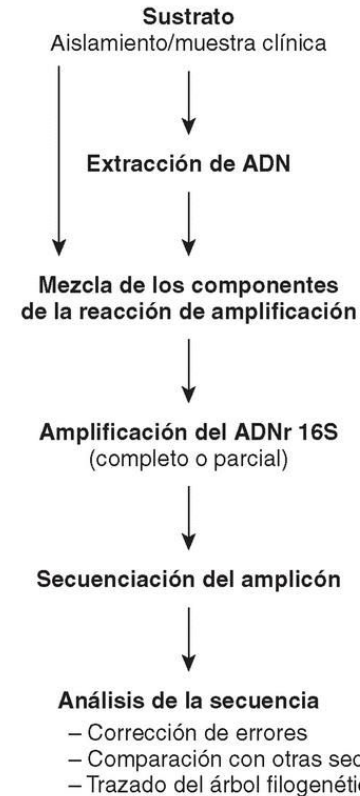 Sustrato
Aislamiento/muestra clínica
Extracción de ADN
Mezcla de los componentes
de la reacción de amplificación
Amplificación del ADNr 16S
(completo o parcial)
Secuenciación del amplicón
Análisis de la secuencia
– Corrección de errores
– Comparación con otras
– Trazado del árbol